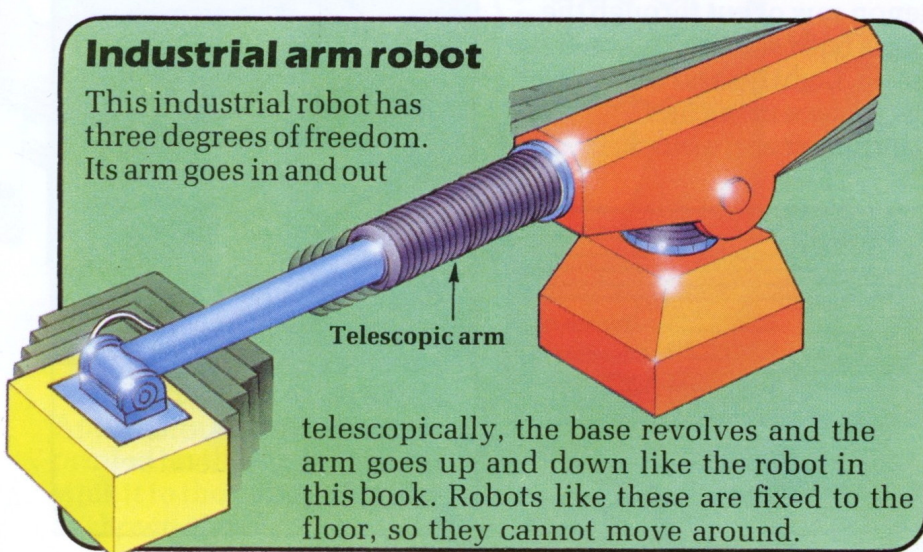 Industrial arm robot
This industrial robot has
three degrees of freedom.
Its arm goes in and out
Telescopic arm
telescopically, the base revolves and the
arm goes up and down like the robot in
this book. Robots like these are fixed to the
floor, so they cannot move around.